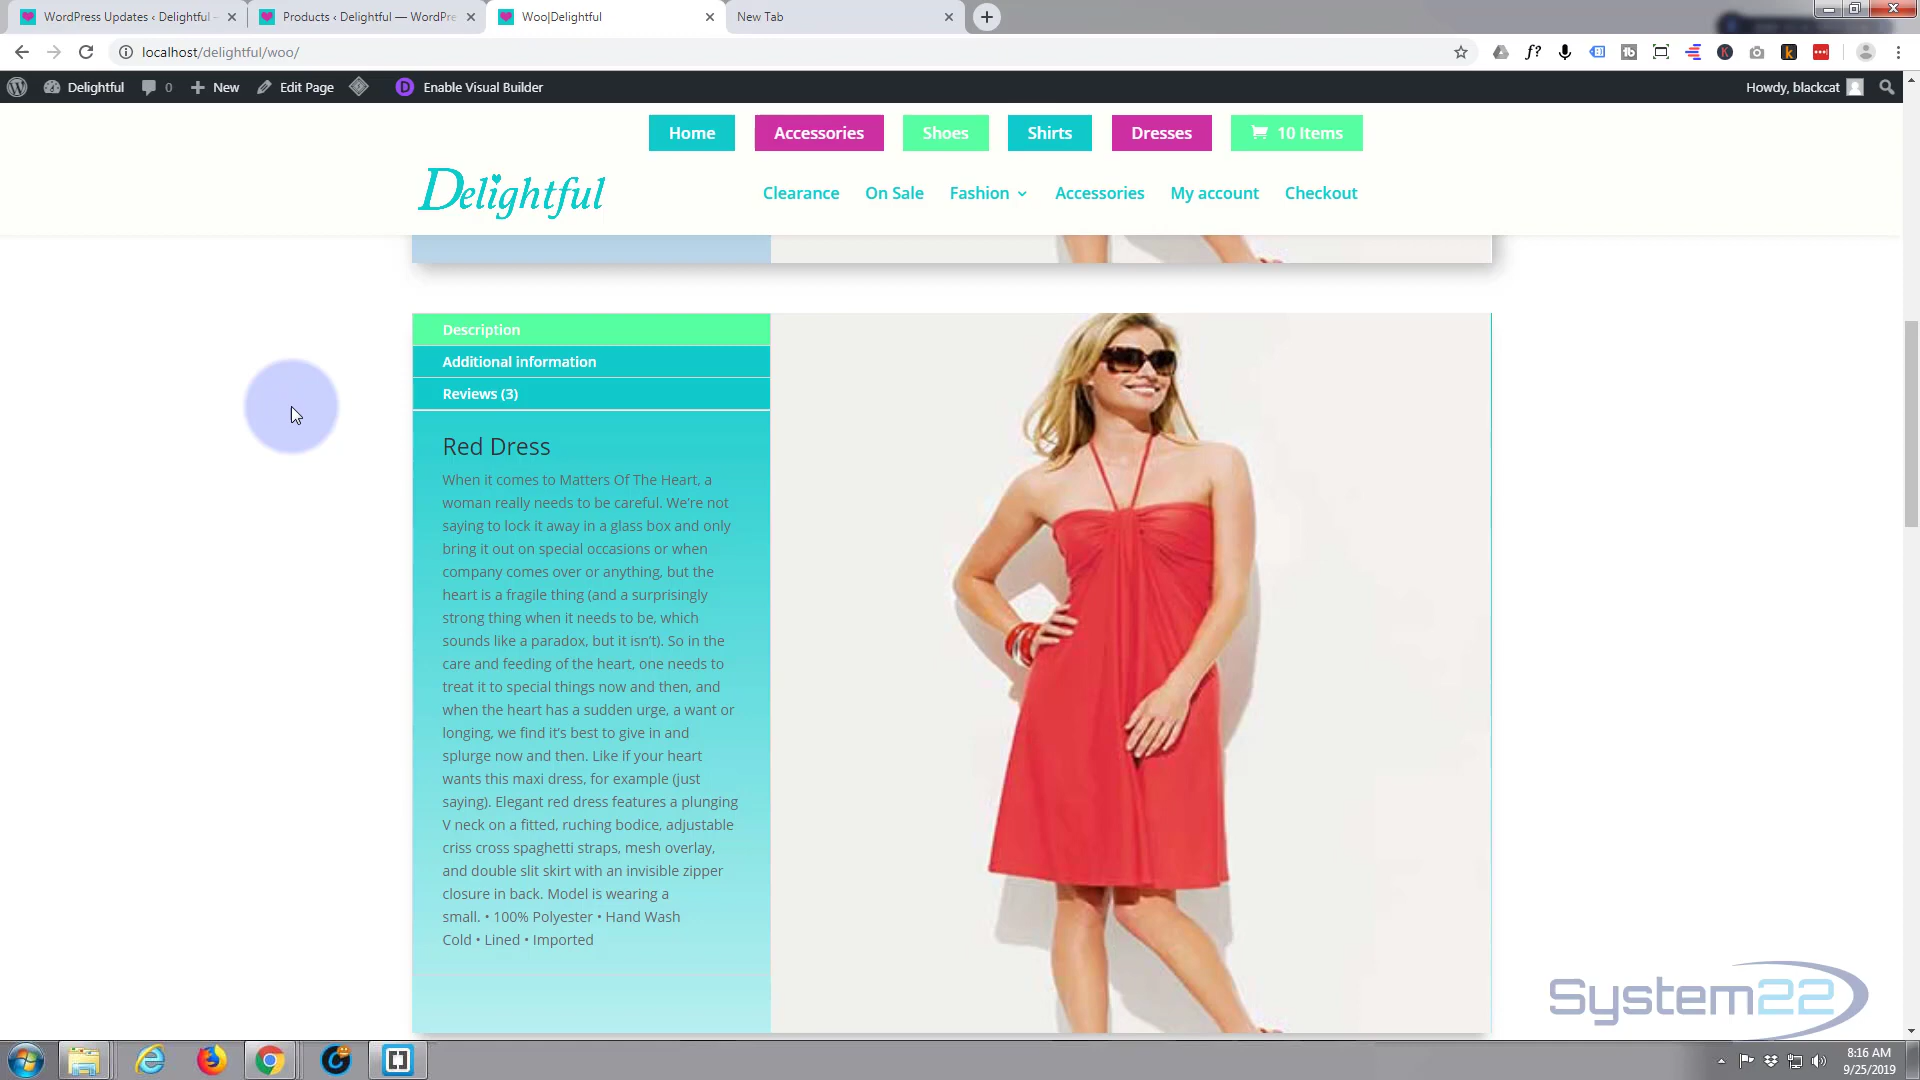 WordPress Updates ‹ Delightful –
Products ‹ Delightful — WordPre
Woo|Delightful
New Tab
localhost/delightful/woo/
Delightful
0
New
Edit Page
D
Enable Visual Builder
Howdy, blackcat
Home
Accessories
Shoes
Shirts
Dresses
10 Items
Delightful
Clearance
On Sale
Fashion
Accessories
My account
Checkout
Description
Additional information
Reviews (3)
Red Dress
When it comes to Matters Of The Heart, a
woman really needs to be careful. We're not
saying to lock it away in a glass box and only
bring it out on special occasions or when
company comes over or anything, but the
heart is a fragile thing (and a surprisingly
strong thing when it needs to be, which
sounds like a paradox, but it isn't). So in the
care and feeding of the heart, one needs to
treat it to special things now and then, and
when the heart has a sudden urge, a want or
longing, we find it's best to give in and
splurge now and then. Like if your heart
wants this maxi dress, for example (just
saying). Elegant red dress features a plunging
V neck on a fitted, ruching bodice, adjustable
criss cross spaghetti straps, mesh overlay,
and double slit skirt with an invisible zipper
closure in back. Model is wearing a
small. • 100% Polyester • Hand Wash
Cold • Lined • Imported
System22
8:16 AM
9/25/2019